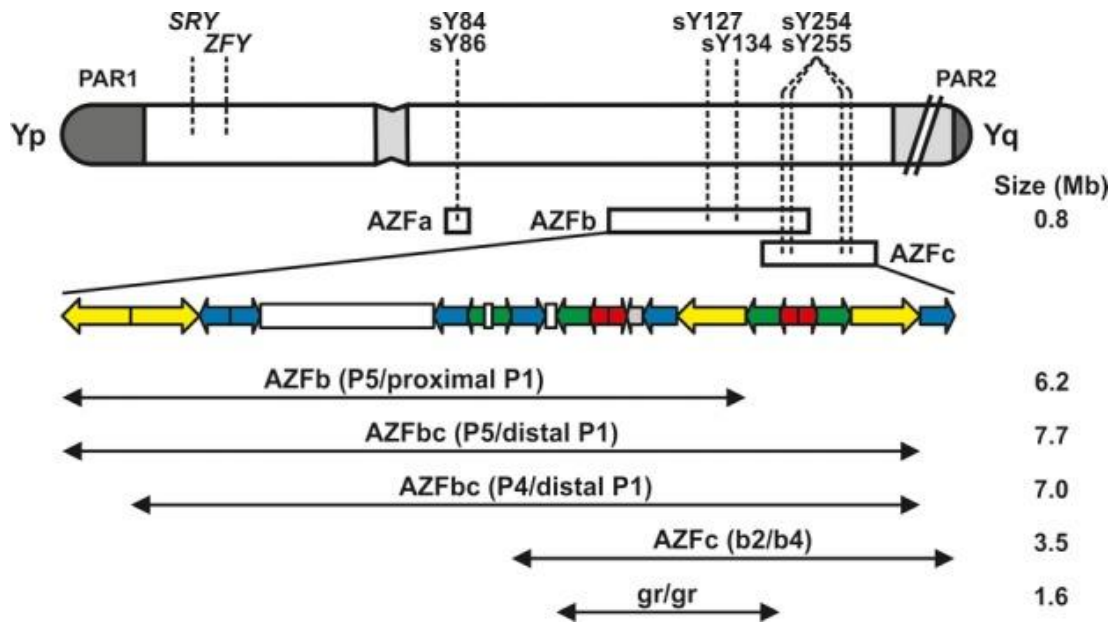 SRY
ZFY
sY84
sY86
sY127
sY134
sY254
sY255
PAR1
PAR2
Yp
Yq
Size (Mb)
AZFa
AZFb
0.8
AZFc
AZFb (P5/proximal P1)
6.2
AZFbc (P5/distal P1)
7.7
AZFbc (P4/distal P1)
7.0
AZFc (b2/b4)
3.5
gr/gr
1.6